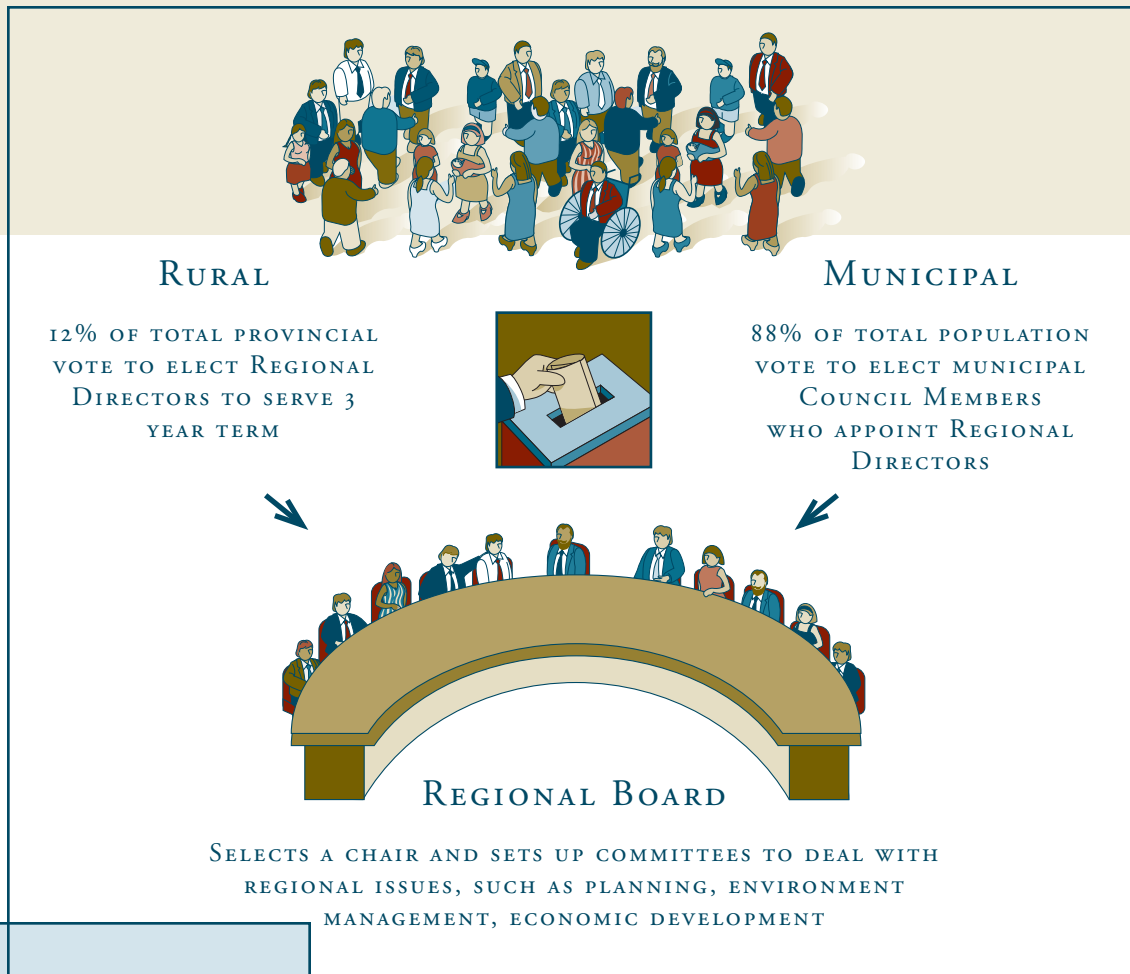 Rural
12% of total provincial
vote to elect Regional
Directors to serve 3
year term
Municipal
88% of total population
vote to elect municipal
Council Members
who appoint Regional
Directors
Regional Board
Selects a chair and sets up committees to deal with
regional issues, such as planning, environment
management, economic development